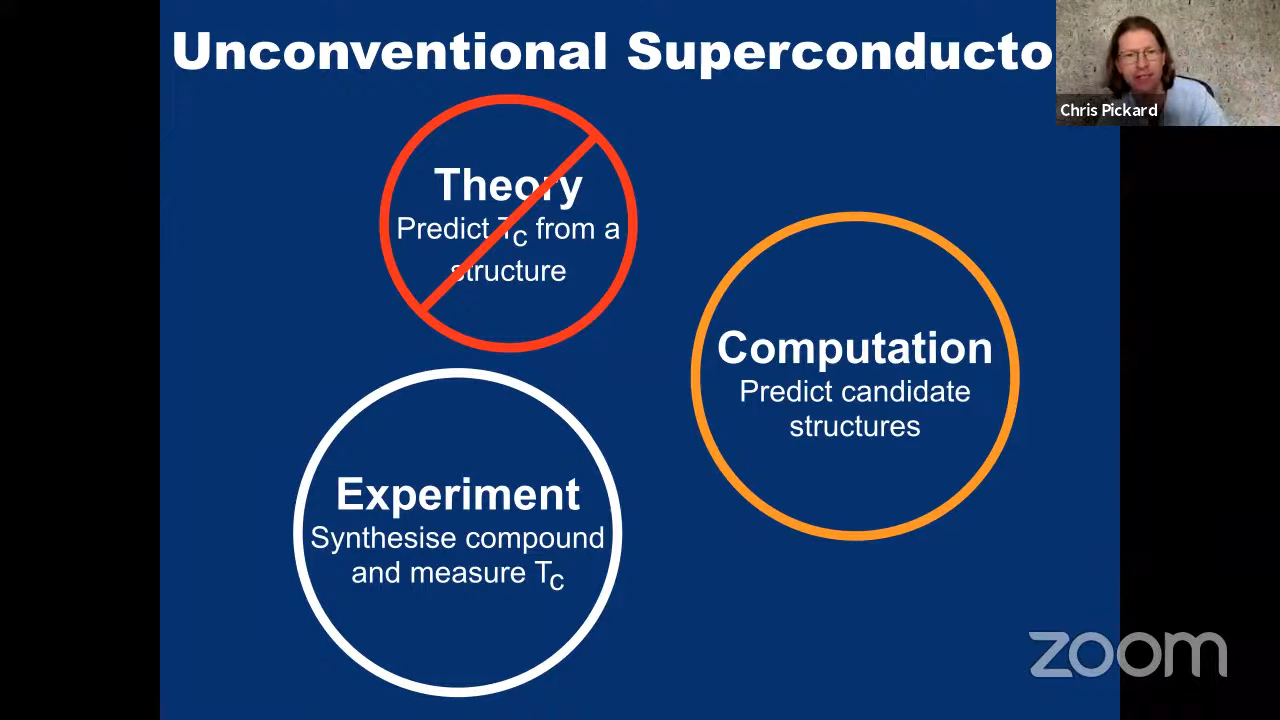 Unconventional Superconducto
Chris Pickard
Theory
Predict Tc from a
structure
Computation
Predict candidate
structures
Experiment
Synthesise compound
and measure Tc
zoom